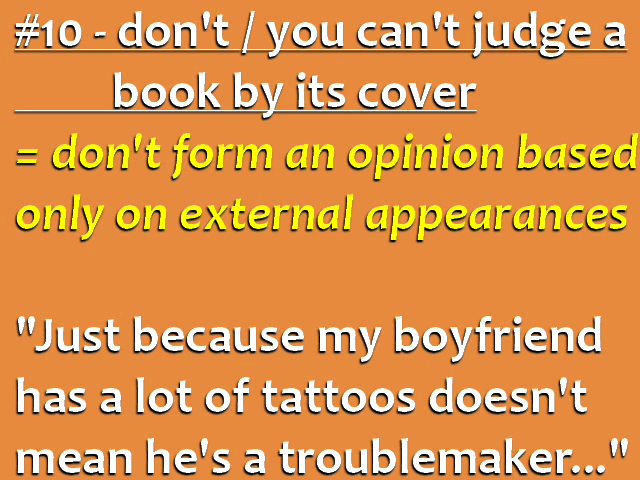 #10 - don't / you can't judge a
book by its cover
= don't form an opinion based
only on external appearances
"Just because my boyfriend
has a lot of tattoos doesn't
mean he's a troublemaker..."